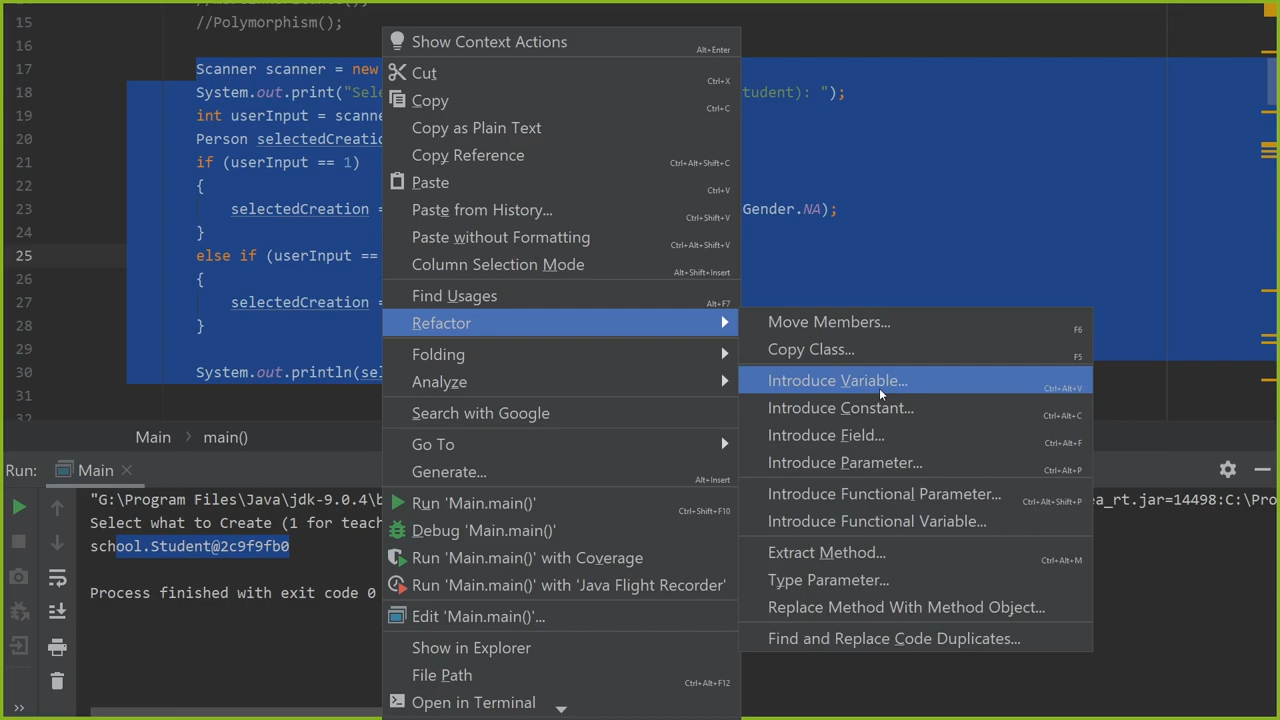 15 //Polymorphism();
16
17 Scanner scanner = new
18 System.out.print("Sele tudent): ");
19 int userInput = scanne
20 Person selectedCreatio
21 if (userInput == 1)
22 {
23 selectedCreation = Gender.NA);
24 }
25 else if (userInput ==
26 {
27 selectedCreation =
28 }
29
30 System.out.println(sel
31
32
Main > main()
Run: Main
"G:\Program Files\Java\jdk-9.0.4\b ea_rt.jar=14498:C:\Pro
Select what to Create (1 for teach
school.Student@2c9f9fb0
Process finished with exit code 0
Show Context Actions Alt+Enter
Cut Ctrl+X
Copy Ctrl+C
Copy as Plain Text
Copy Reference Ctrl+Alt+Shift+C
Paste Ctrl+V
Paste from History... Ctrl+Shift+V
Paste without Formatting Ctrl+Alt+Shift+V
Column Selection Mode Alt+Shift+Insert
Find Usages Alt+F7
Refactor
Folding
Analyze
Search with Google
Go To
Generate... Alt+Insert
Run 'Main.main()' Ctrl+Shift+F10
Debug 'Main.main()'
Run 'Main.main()' with Coverage
Run 'Main.main()' with 'Java Flight Recorder'
Edit 'Main.main()'...
Show in Explorer
File Path Ctrl+Alt+F12
Open in Terminal
Move Members... F6
Copy Class... F5
Introduce Variable... Ctrl+Alt+V
Introduce Constant... Ctrl+Alt+C
Introduce Field... Ctrl+Alt+F
Introduce Parameter... Ctrl+Alt+P
Introduce Functional Parameter... Ctrl+Alt+Shift+P
Introduce Functional Variable...
Extract Method... Ctrl+Alt+M
Type Parameter...
Replace Method With Method Object...
Find and Replace Code Duplicates...